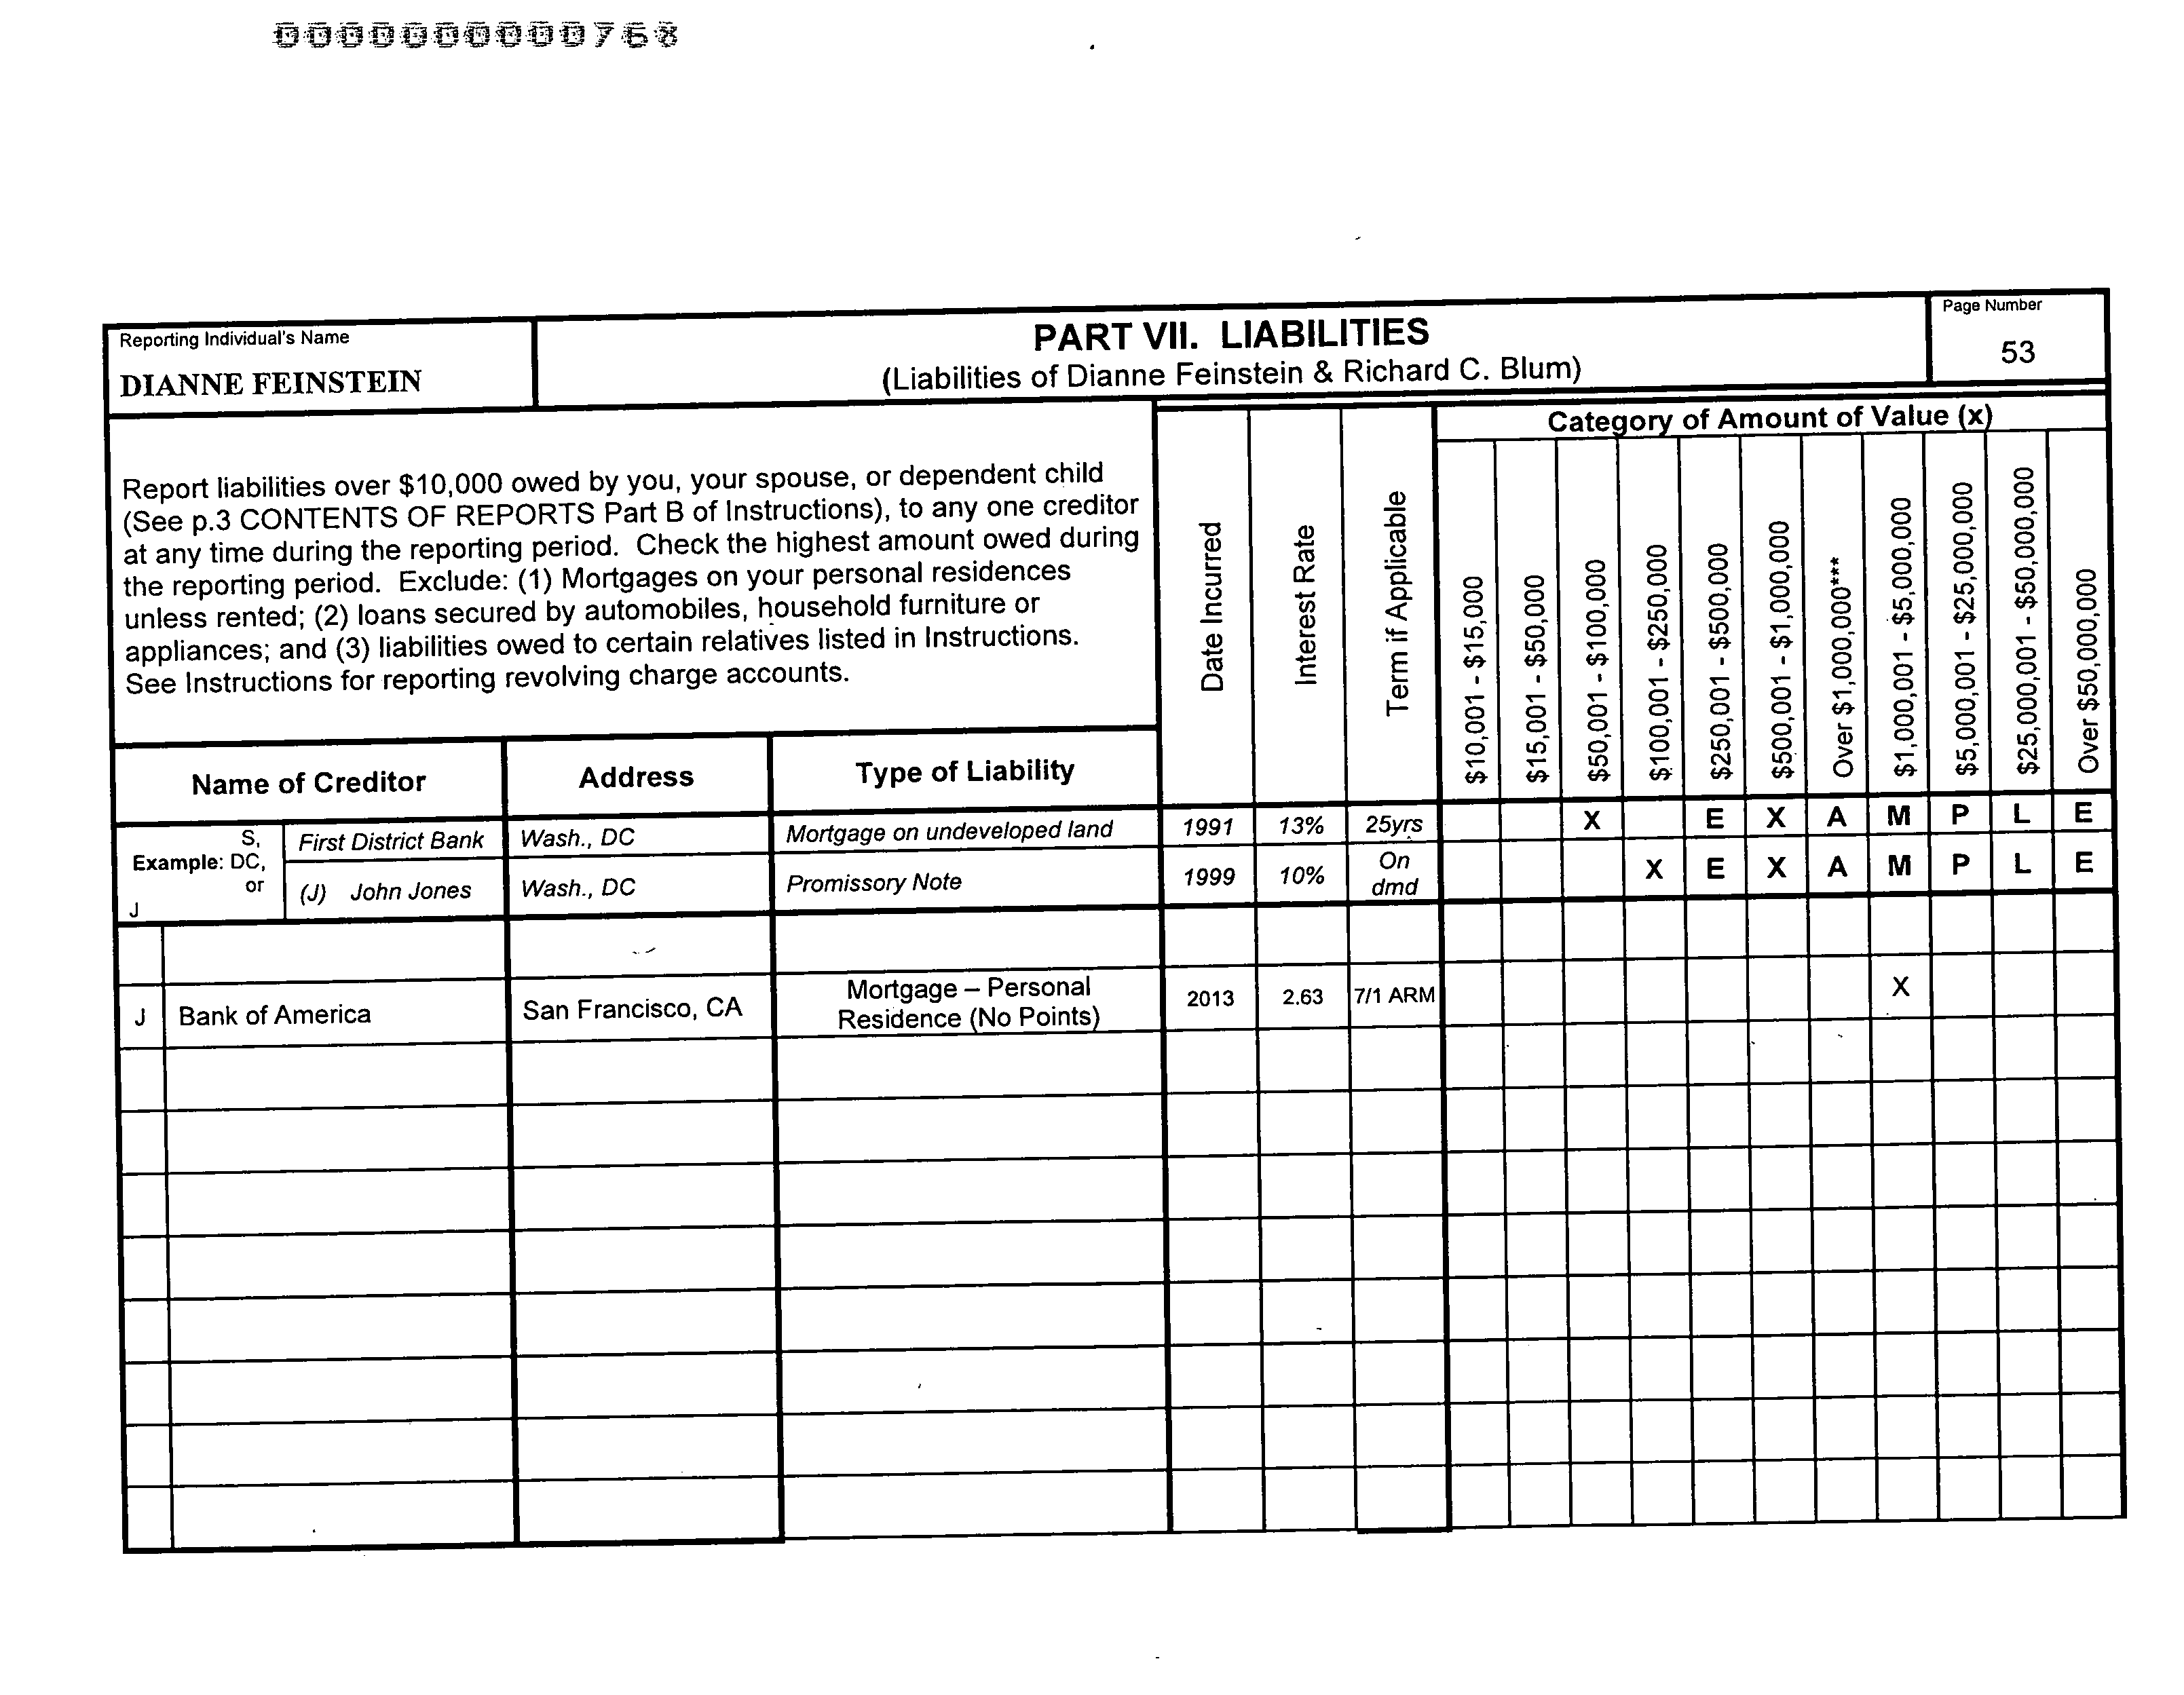 0000000000768
Reporting Individual's Name
DIANNE FEINSTEIN
PART VII. LIABILITIES
(Liabilities of Dianne Feinstein & Richard C. Blum)
Page Number
53
Report liabilities over $10,000 owed by you, your spouse, or dependent child
(See p.3 CONTENTS OF REPORTS Part B of Instructions), to any one creditor
at any time during the reporting period. Check the highest amount owed during
the reporting period. Exclude: (1) Mortgages on your personal residences
unless rented; (2) loans secured by automobiles, household furniture or
appliances; and (3) liabilities owed to certain relatives listed in Instructions.
See Instructions for reporting revolving charge accounts.
Date Incurred
Interest Rate
Term if Applicable
Category of Amount of Value (x)
$10,001 - $15,000
$15,001 - $50,000
$50,001 - $100,000
$100,001 - $250,000
$250,001 - $500,000
$500,001 - $1,000,000
Over $1,000,000***
$1,000,001 - $5,000,000
$5,000,001 - $25,000,000
$25,000,001 - $50,000,000
Over $50,000,000
Name of Creditor Address Type of Liability
Example: S, DC, or J
First District Bank Wash., DC Mortgage on undeveloped land 1991 13% 25yrs X E X A M P L E
(J) John Jones Wash., DC Promissory Note 1999 10% On dmd X E X A M P L E
J Bank of America San Francisco, CA Mortgage – Personal Residence (No Points) 2013 2.63 7/1 ARM X